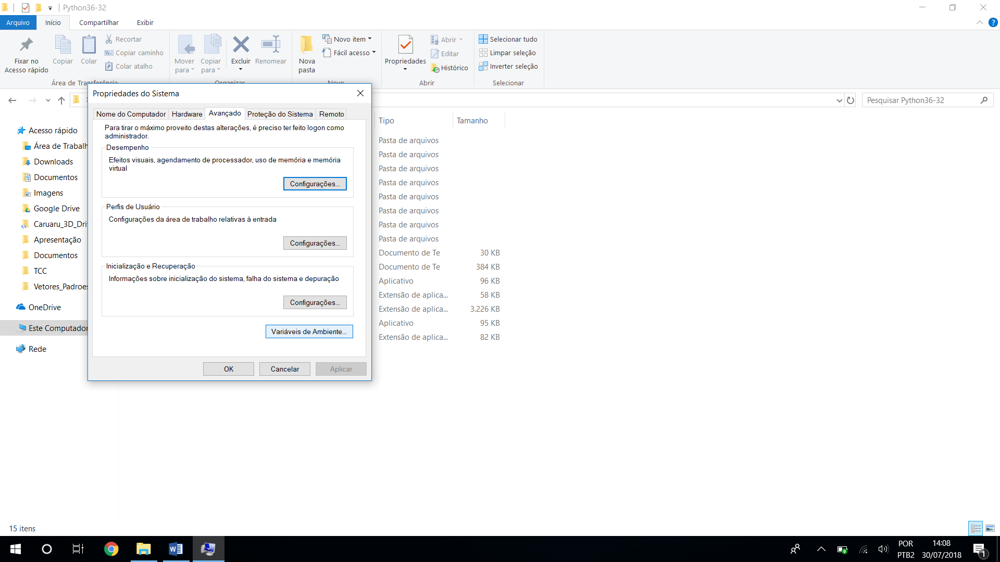 Python36-32
Arquivo
Início
Compartilhar
Exibir
Fixar no
Acesso rápido
Copiar
Colar
Recortar
Copiar caminho
Colar atalho
Mover
para
Copiar
para
Excluir
Renomear
Nova
pasta
Novo item
Fácil acesso
Propriedades
Abrir
Editar
Histórico
Selecionar tudo
Limpar seleção
Inverter seleção
Área de Transferência
Organizar
Novo
Abrir
Selecionar
Pesquisar Python36-32
Acesso rápido
Área de Trabalh
Downloads
Documentos
Imagens
Google Drive
Caruaru_3D_Dri
Apresentação
Documentos
TCC
Vetores_Padroes
OneDrive
Este Computador
Rede
Propriedades do Sistema
Nome do Computador
Hardware
Avançado
Proteção do Sistema
Remoto
Para tirar o máximo proveito destas alterações, é preciso ter feito logon como
administrador.
Desempenho
Efeitos visuais, agendamento de processador, uso de memória e memória
virtual
Configurações...
Perfis de Usuário
Configurações da área de trabalho relativas à entrada
Configurações...
Inicialização e Recuperação
Informações sobre inicialização do sistema, falha do sistema e depuração
Configurações...
Variáveis de Ambiente...
OK
Cancelar
Aplicar
Tipo
Tamanho
Pasta de arquivos
Pasta de arquivos
Pasta de arquivos
Pasta de arquivos
Pasta de arquivos
Pasta de arquivos
Pasta de arquivos
Pasta de arquivos
Documento de Te 30 KB
Documento de Te 384 KB
Aplicativo 96 KB
Extensão de aplica... 58 KB
Extensão de aplica... 3.226 KB
Aplicativo 95 KB
Extensão de aplica... 82 KB
15 itens
POR
PTB2
14:08
30/07/2018
1